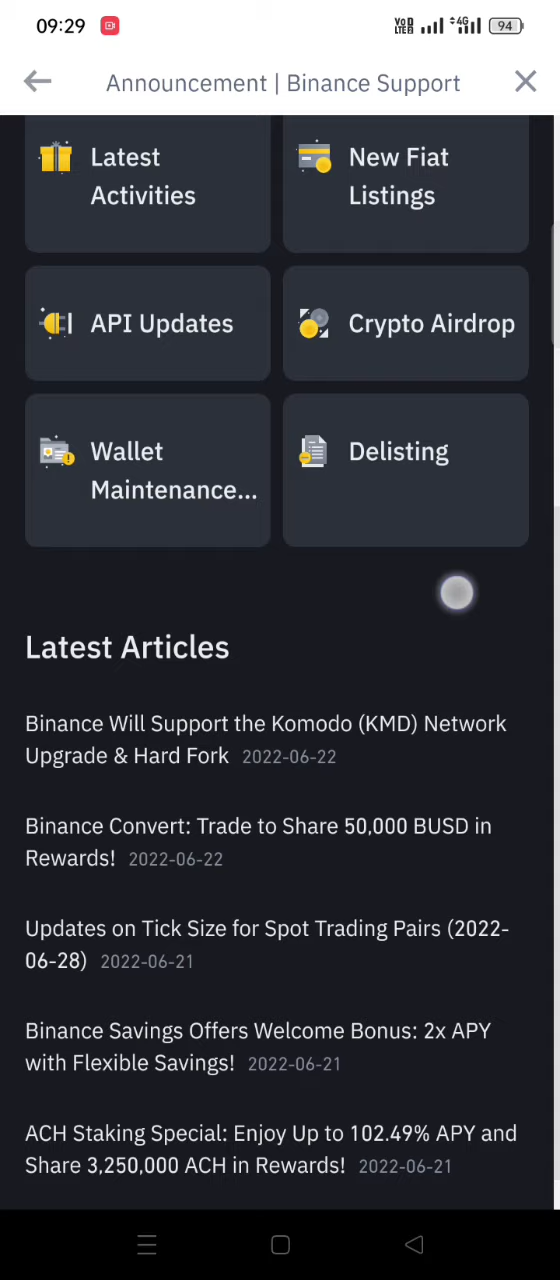 09:29
VoD LTE2 4G 94
Announcement | Binance Support
Latest
Activities
New Fiat
Listings
API Updates
Crypto Airdrop
Wallet
Maintenance...
Delisting
Latest Articles
Binance Will Support the Komodo (KMD) Network
Upgrade & Hard Fork 2022-06-22
Binance Convert: Trade to Share 50,000 BUSD in
Rewards! 2022-06-22
Updates on Tick Size for Spot Trading Pairs (2022-
06-28) 2022-06-21
Binance Savings Offers Welcome Bonus: 2x APY
with Flexible Savings! 2022-06-21
ACH Staking Special: Enjoy Up to 102.49% APY and
Share 3,250,000 ACH in Rewards! 2022-06-21